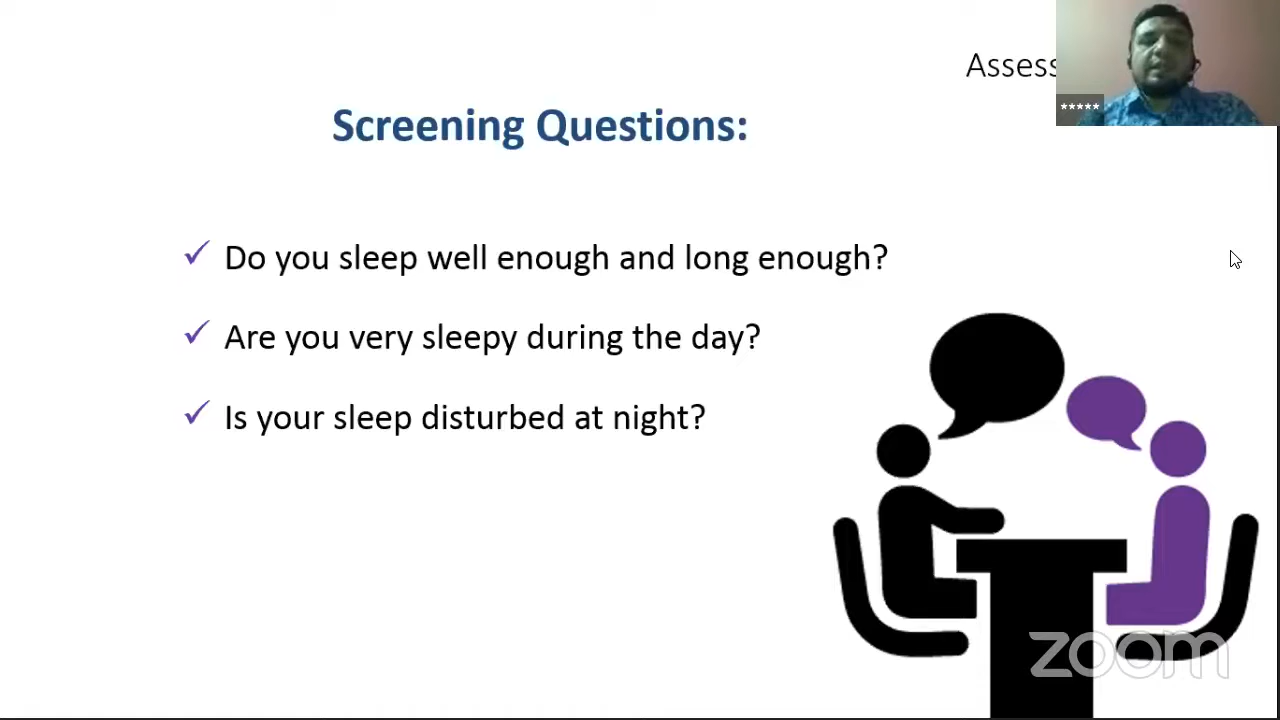 Screening Questions:
✓ Do you sleep well enough and long enough?
✓ Are you very sleepy during the day?
✓ Is your sleep disturbed at night?
*****
zoom